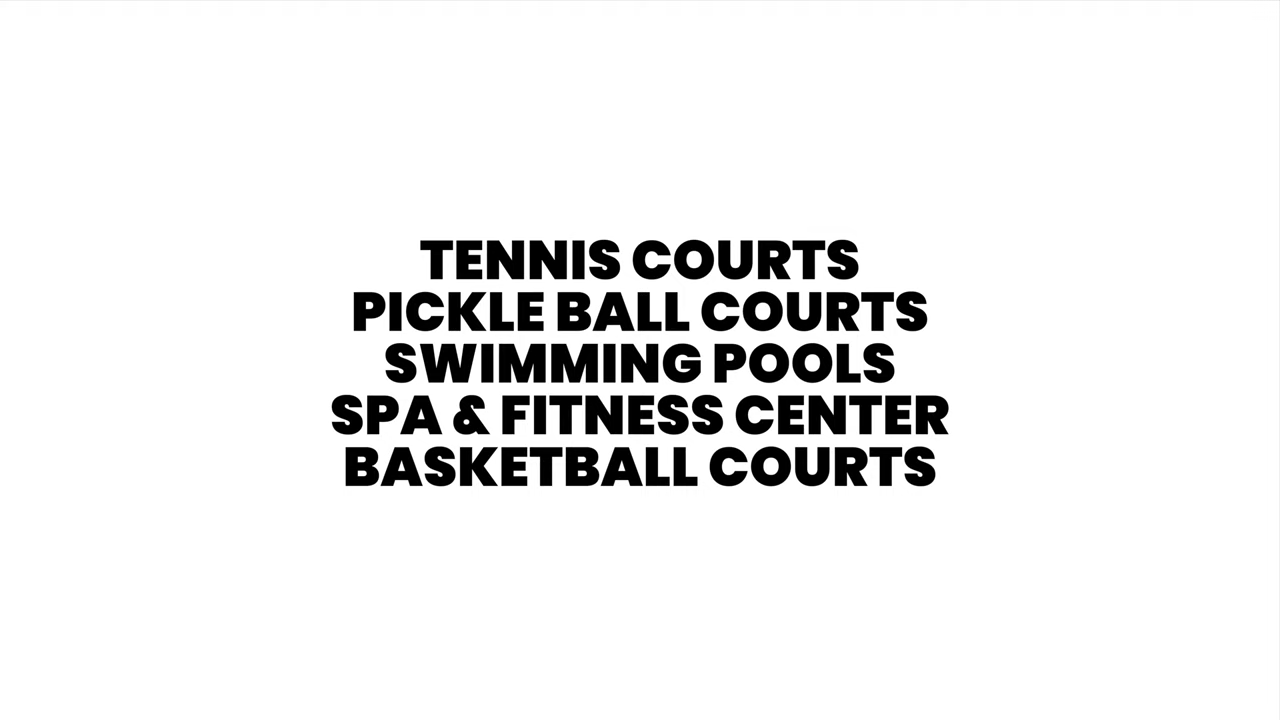 TENNIS COURTS
PICKLE BALL COURTS
SWIMMING POOLS
SPA & FITNESS CENTER
BASKETBALL COURTS